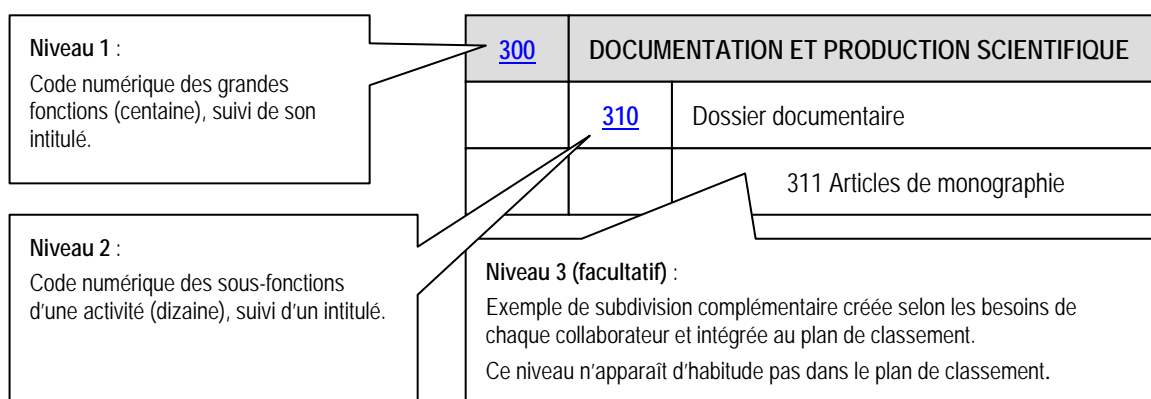 Niveau 1 :
Code numérique des grandes
fonctions (centaine), suivi de son
intitulé.
300 DOCUMENTATION ET PRODUCTION SCIENTIFIQUE
310 Dossier documentaire
311 Articles de monographie
Niveau 2 :
Code numérique des sous-fonctions
d'une activité (dizaine), suivi d'un intitulé.
Niveau 3 (facultatif) :
Exemple de subdivision complémentaire créée selon les besoins de
chaque collaborateur et intégrée au plan de classement.
Ce niveau n'apparaît d'habitude pas dans le plan de classement.